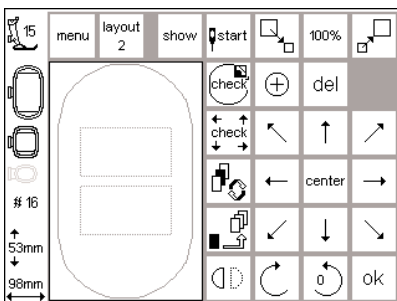 15
menu
layout
2
show
start
100%
check
del
check
center
# 16
53mm
98mm
0
ok